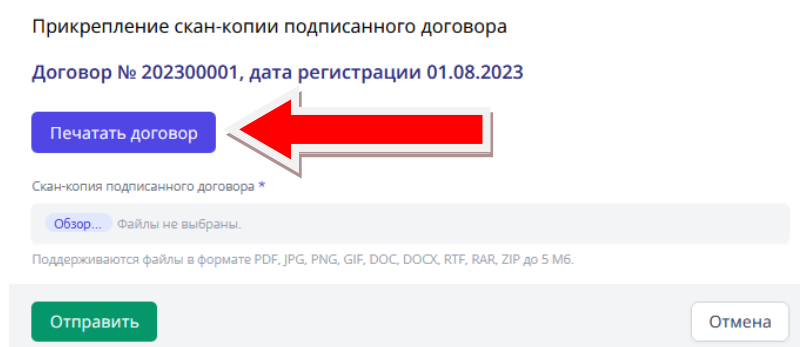 Прикрепление скан-копии подписанного договора
Договор № 202300001, дата регистрации 01.08.2023
Печатать договор
Скан-копия подписанного договора *
Обзор... Файлы не выбраны.
Поддерживаются файлы в формате PDF, JPG, PNG, GIF, DOC, DOCX, RTF, RAR, ZIP до 5 Мб.
Отправить Отмена